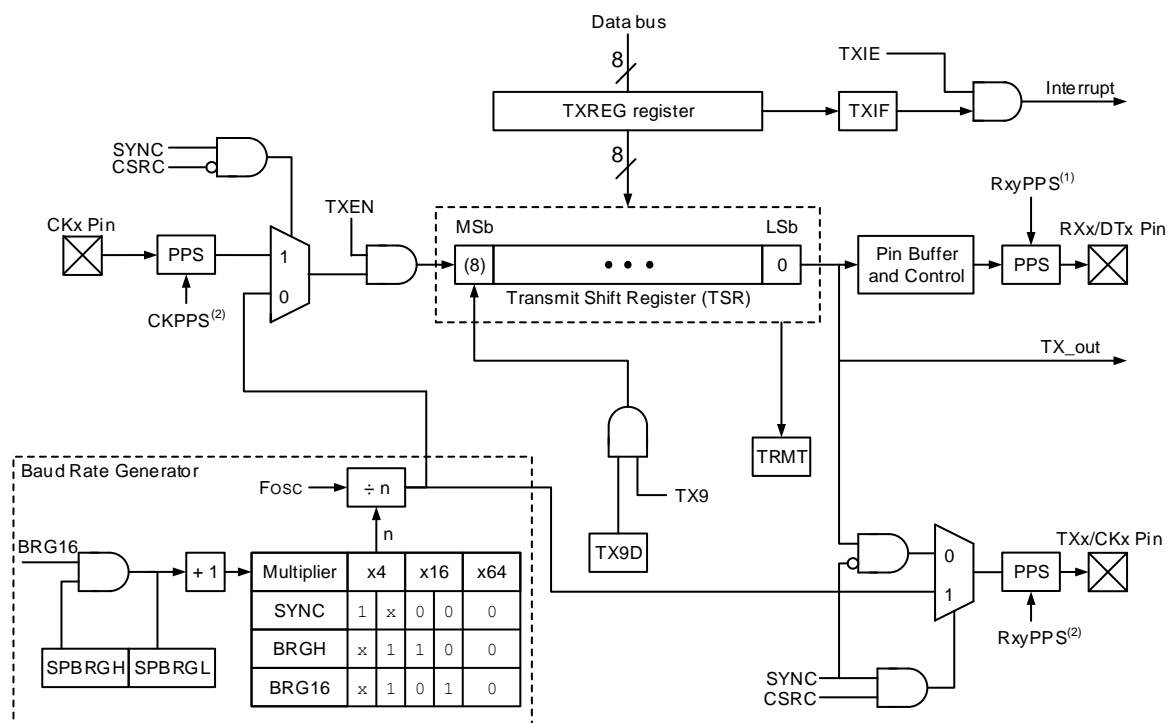 Data bus
8
TXIE
Interrupt
TXREG register
TXIF
SYNC
CSRC
8
RxyPPS(1)
TXEN
CKx Pin
MSb
LSb
RXx/DTx Pin
PPS
1
(8)
• • •
0
Pin Buffer
and Control
PPS
0
Transmit Shift Register (TSR)
CKPPS(2)
TX_out
TRMT
Baud Rate Generator
Fosc
÷ n
TX9
n
TX9D
BRG16
TXx/CKx Pin
+ 1
Multiplier x4 x16 x64
0
PPS
SYNC 1 x 0 0 0
1
BRGH x 1 1 0 0
RxyPPS(2)
SPBRGH SPBRGL
BRG16 x 1 0 1 0
SYNC
CSRC